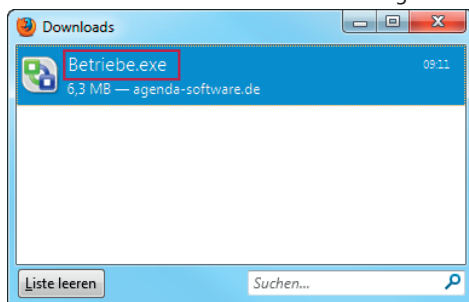 Downloads
Betriebe.exe
09:11
6,3 MB — agenda-software.de
Liste leeren
Suchen...